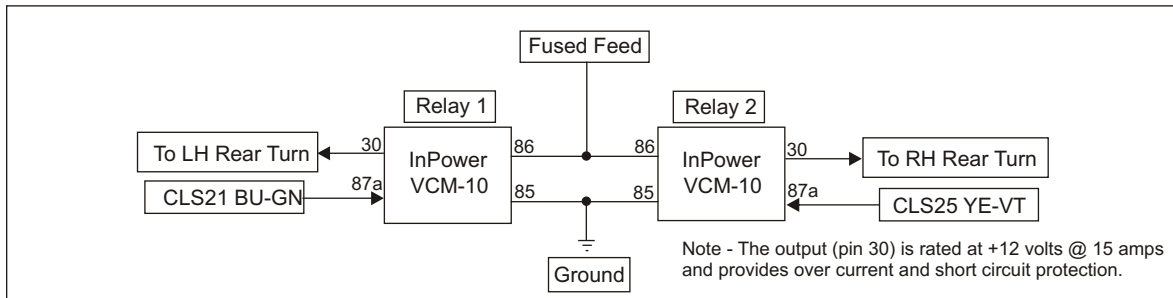 Fused Feed
Relay 1
Relay 2
To LH Rear Turn
30
InPower
VCM-10
86
86
InPower
VCM-10
30
To RH Rear Turn
CLS21 BU-GN
87a
85
85
87a
CLS25 YE-VT
Ground
Note - The output (pin 30) is rated at +12 volts @ 15 amps
and provides over current and short circuit protection.